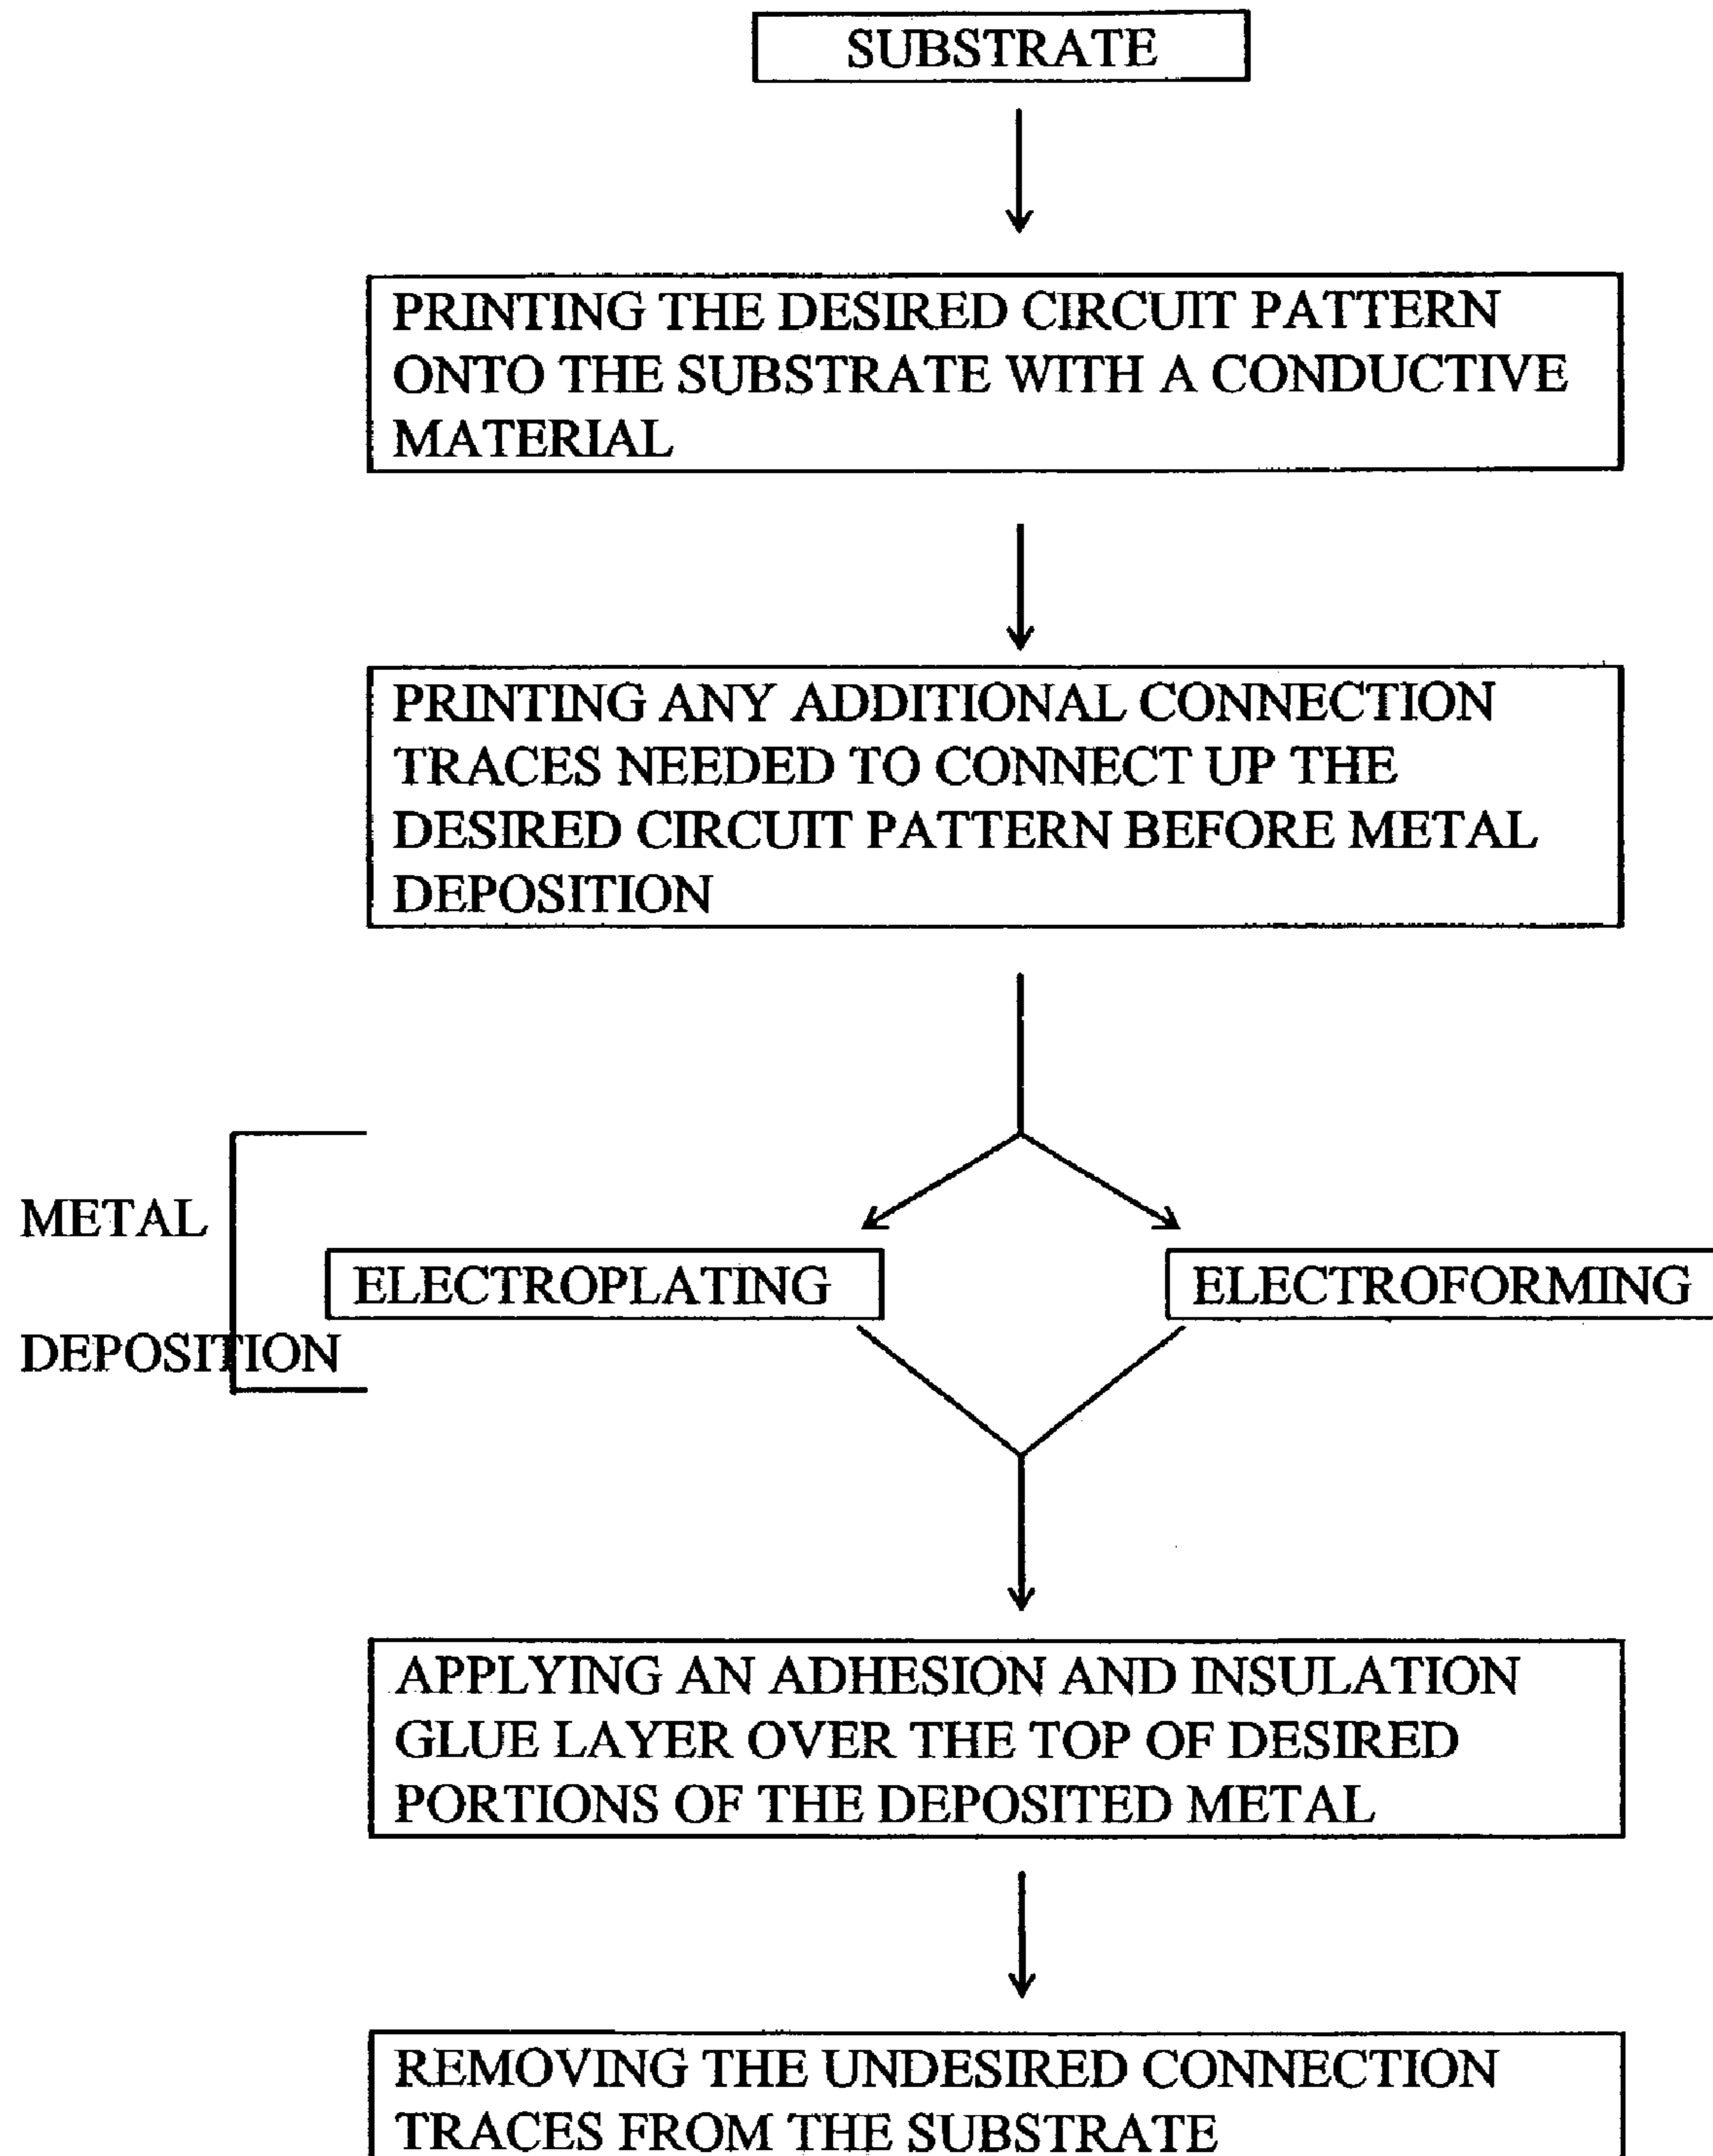 SUBSTRATE
PRINTING THE DESIRED CIRCUIT PATTERN
ONTO THE SUBSTRATE WITH A CONDUCTIVE
MATERIAL
PRINTING ANY ADDITIONAL CONNECTION
TRACES NEEDED TO CONNECT UP THE
DESIRED CIRCUIT PATTERN BEFORE METAL
DEPOSITION
METAL
ELECTROPLATING
ELECTROFORMING
DEPOSITION
APPLYING AN ADHESION AND INSULATION
GLUE LAYER OVER THE TOP OF DESIRED
PORTIONS OF THE DEPOSITED METAL
REMOVING THE UNDESIRED CONNECTION
TRACES FROM THE SUBSTRATE